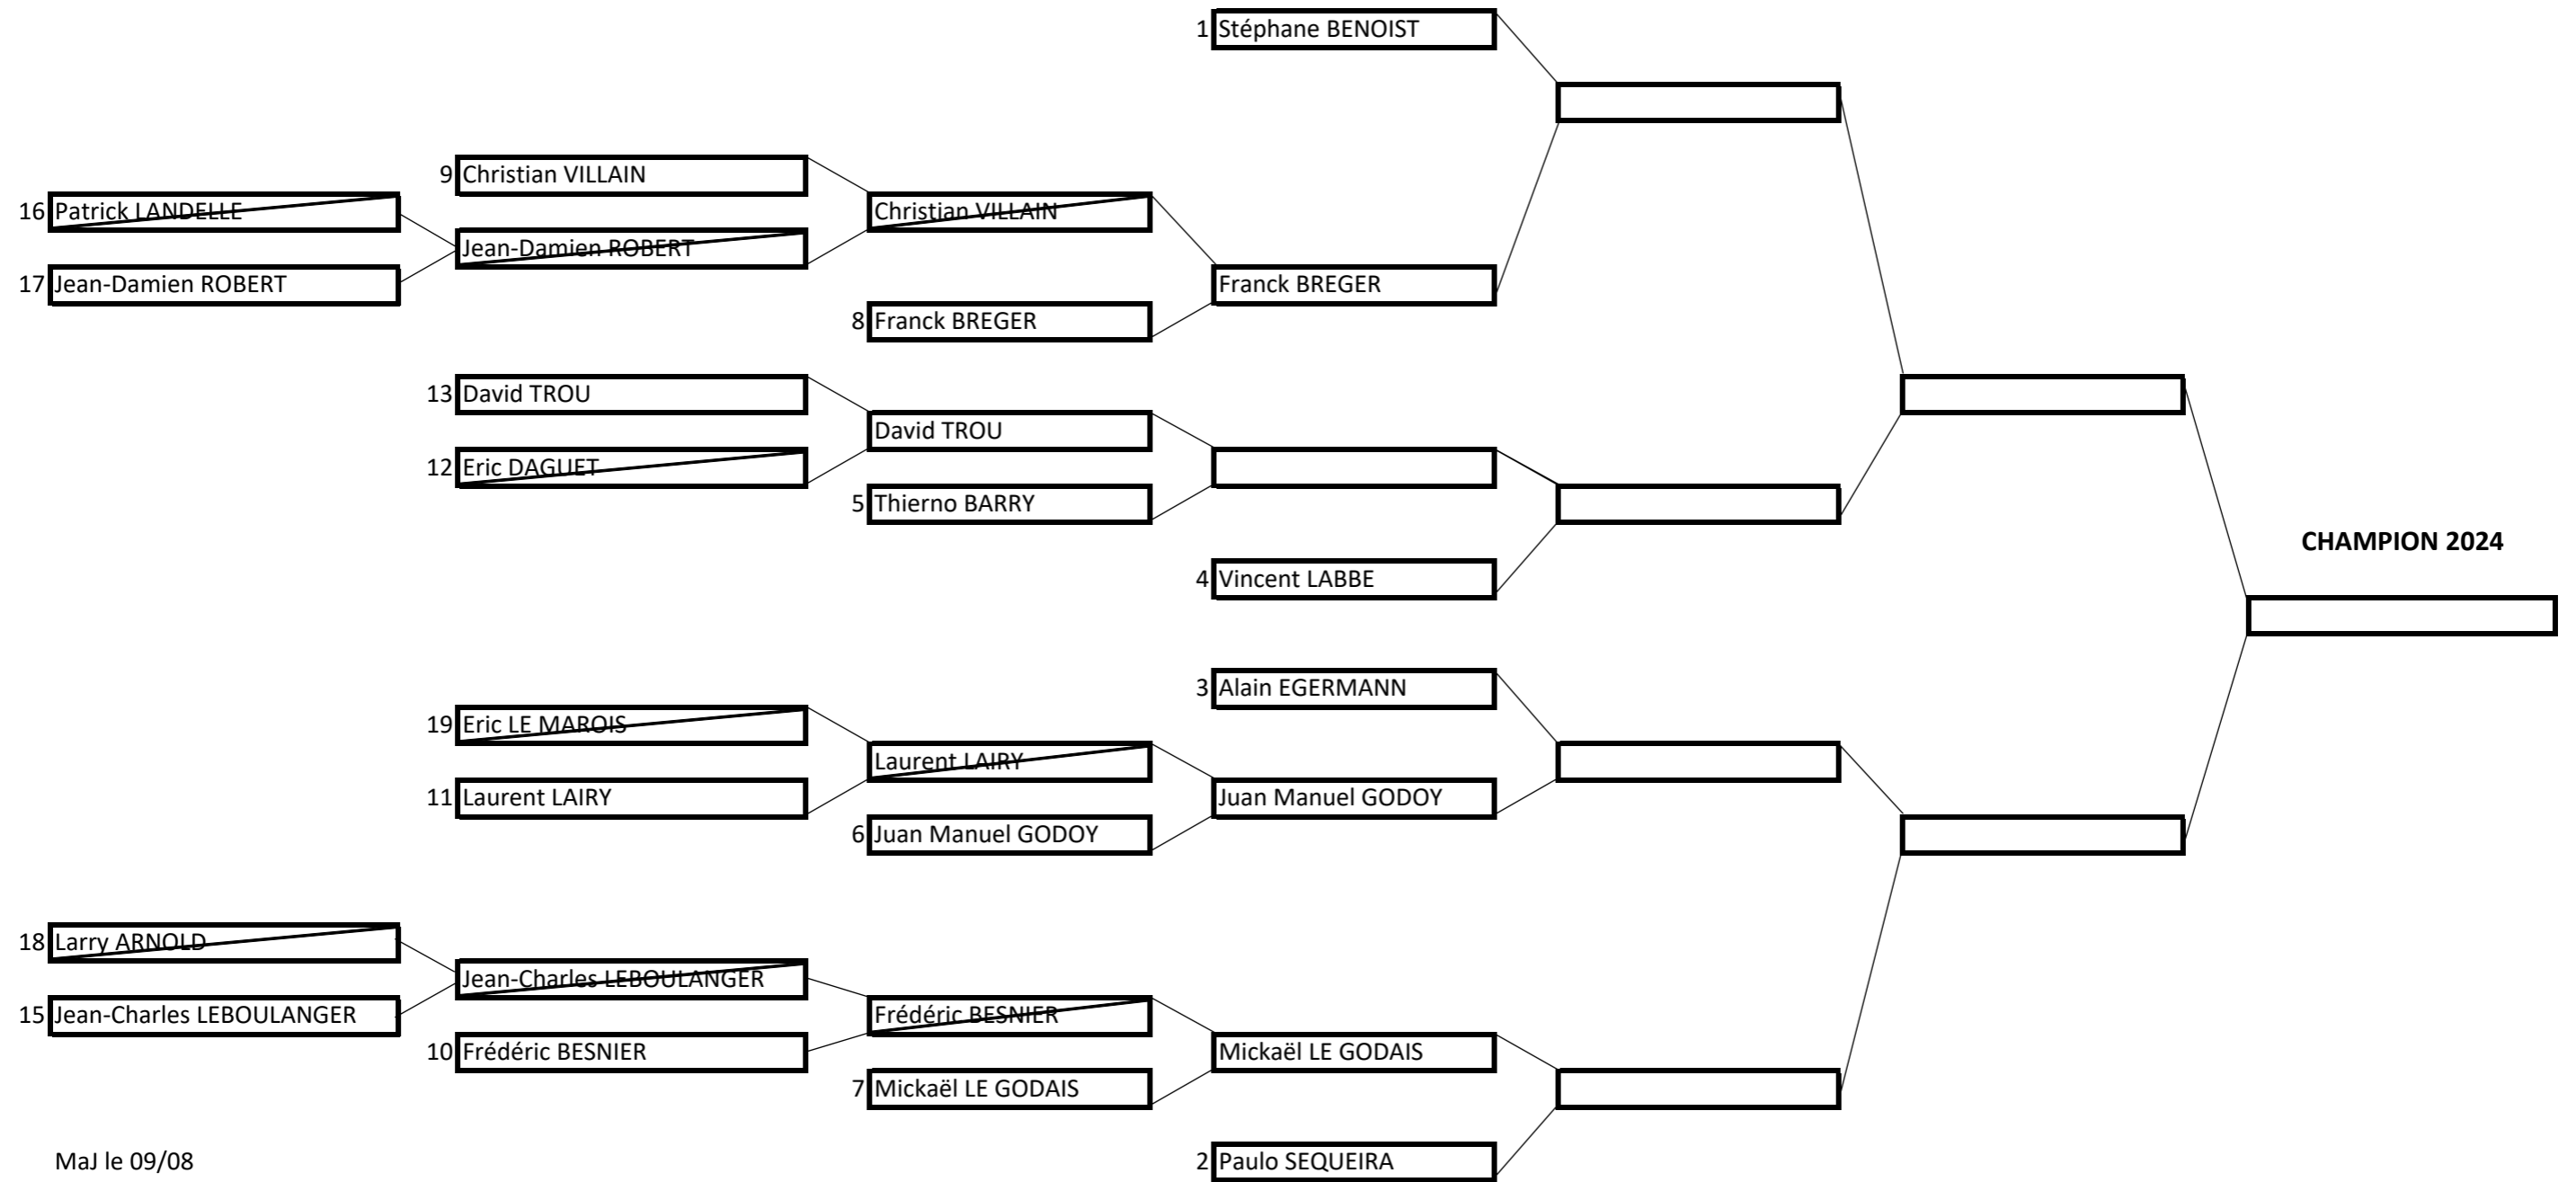 1 Stéphane BENOIST
9 Christian VILLAIN
16 Patrick LANDELLE
Christian VILLAIN
Jean-Damien ROBERT
17 Jean-Damien ROBERT
Franck BREGER
8 Franck BREGER
13 David TROU
David TROU
12 Eric DAGUET
5 Thierno BARRY
CHAMPION 2024
4 Vincent LABBE
3 Alain EGERMANN
19 Eric LE MAROIS
Laurent LAIRY
11 Laurent LAIRY
Juan Manuel GODOY
6 Juan Manuel GODOY
18 Larry ARNOLD
Jean-Charles LEBOULANGER
15 Jean-Charles LEBOULANGER
Frédéric BESNIER
10 Frédéric BESNIER
Mickaël LE GODAIS
7 Mickaël LE GODAIS
MaJ le 09/08
2 Paulo SEQUEIRA